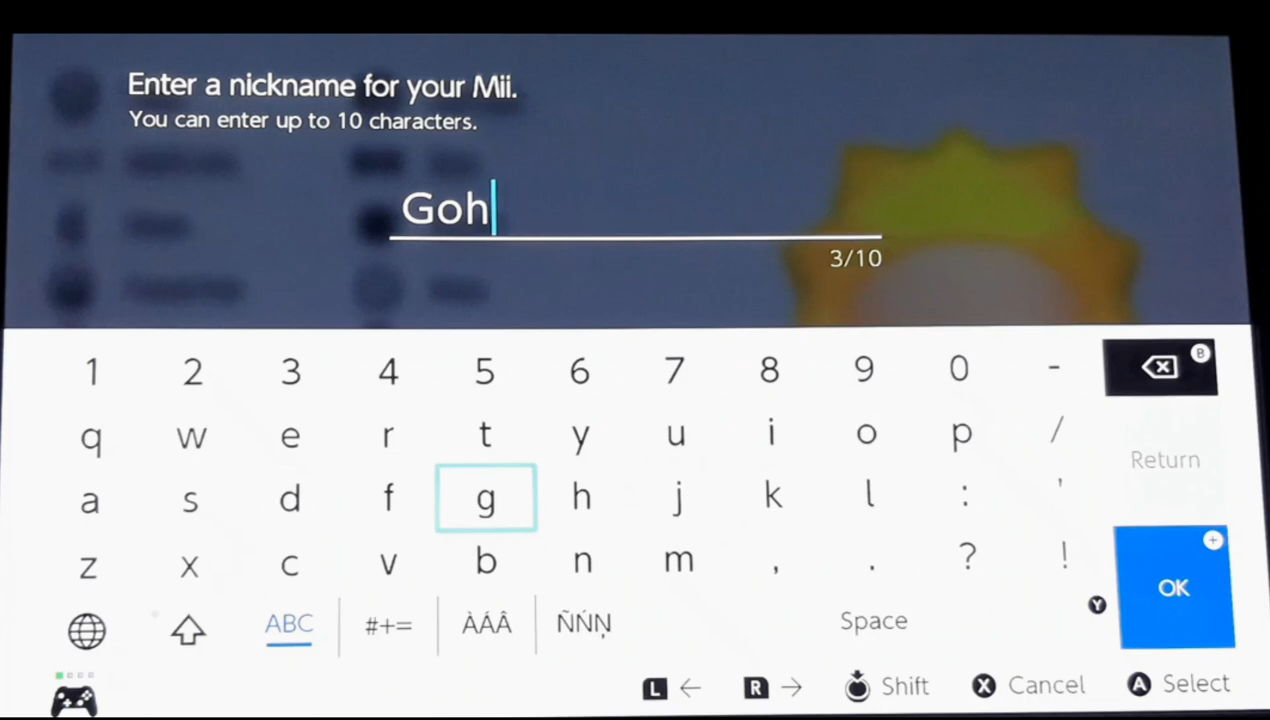 Enter a nickname for your Mii.
You can enter up to 10 characters.
Goh
3/10
1 2 3 4 5 6 7 8 9 0 - B
q w e r t y u i o p /
Return
a s d f g h j k l : '
z x c v b n m , . ? !
+
OK
ABC #+= ÀÁÂ ÑŃŅ Space Y
L ← R → Shift X Cancel A Select